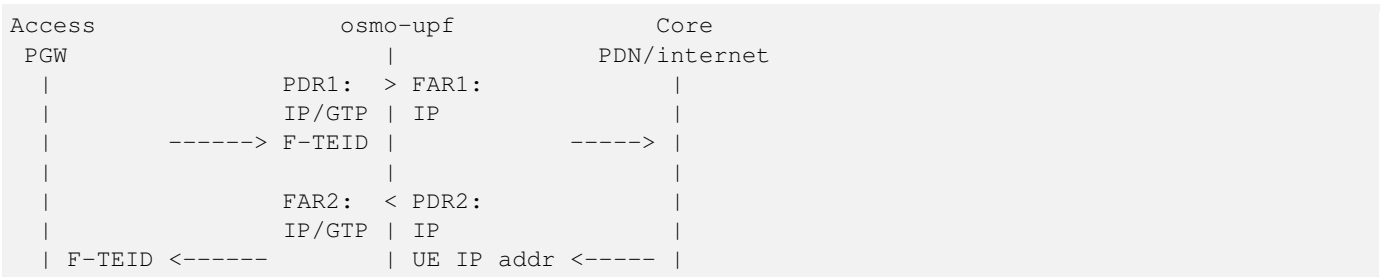 Access                    osmo-upf                Core
 PGW                         |                PDN/internet
  |                  PDR1:  > FAR1:                |
  |                  IP/GTP | IP                   |
  |         ------> F-TEID |              -----> |
  |                         |                      |
  |                  FAR2:  < PDR2:                |
  |                  IP/GTP | IP                   |
  | F-TEID <------         | UE IP addr <----- |